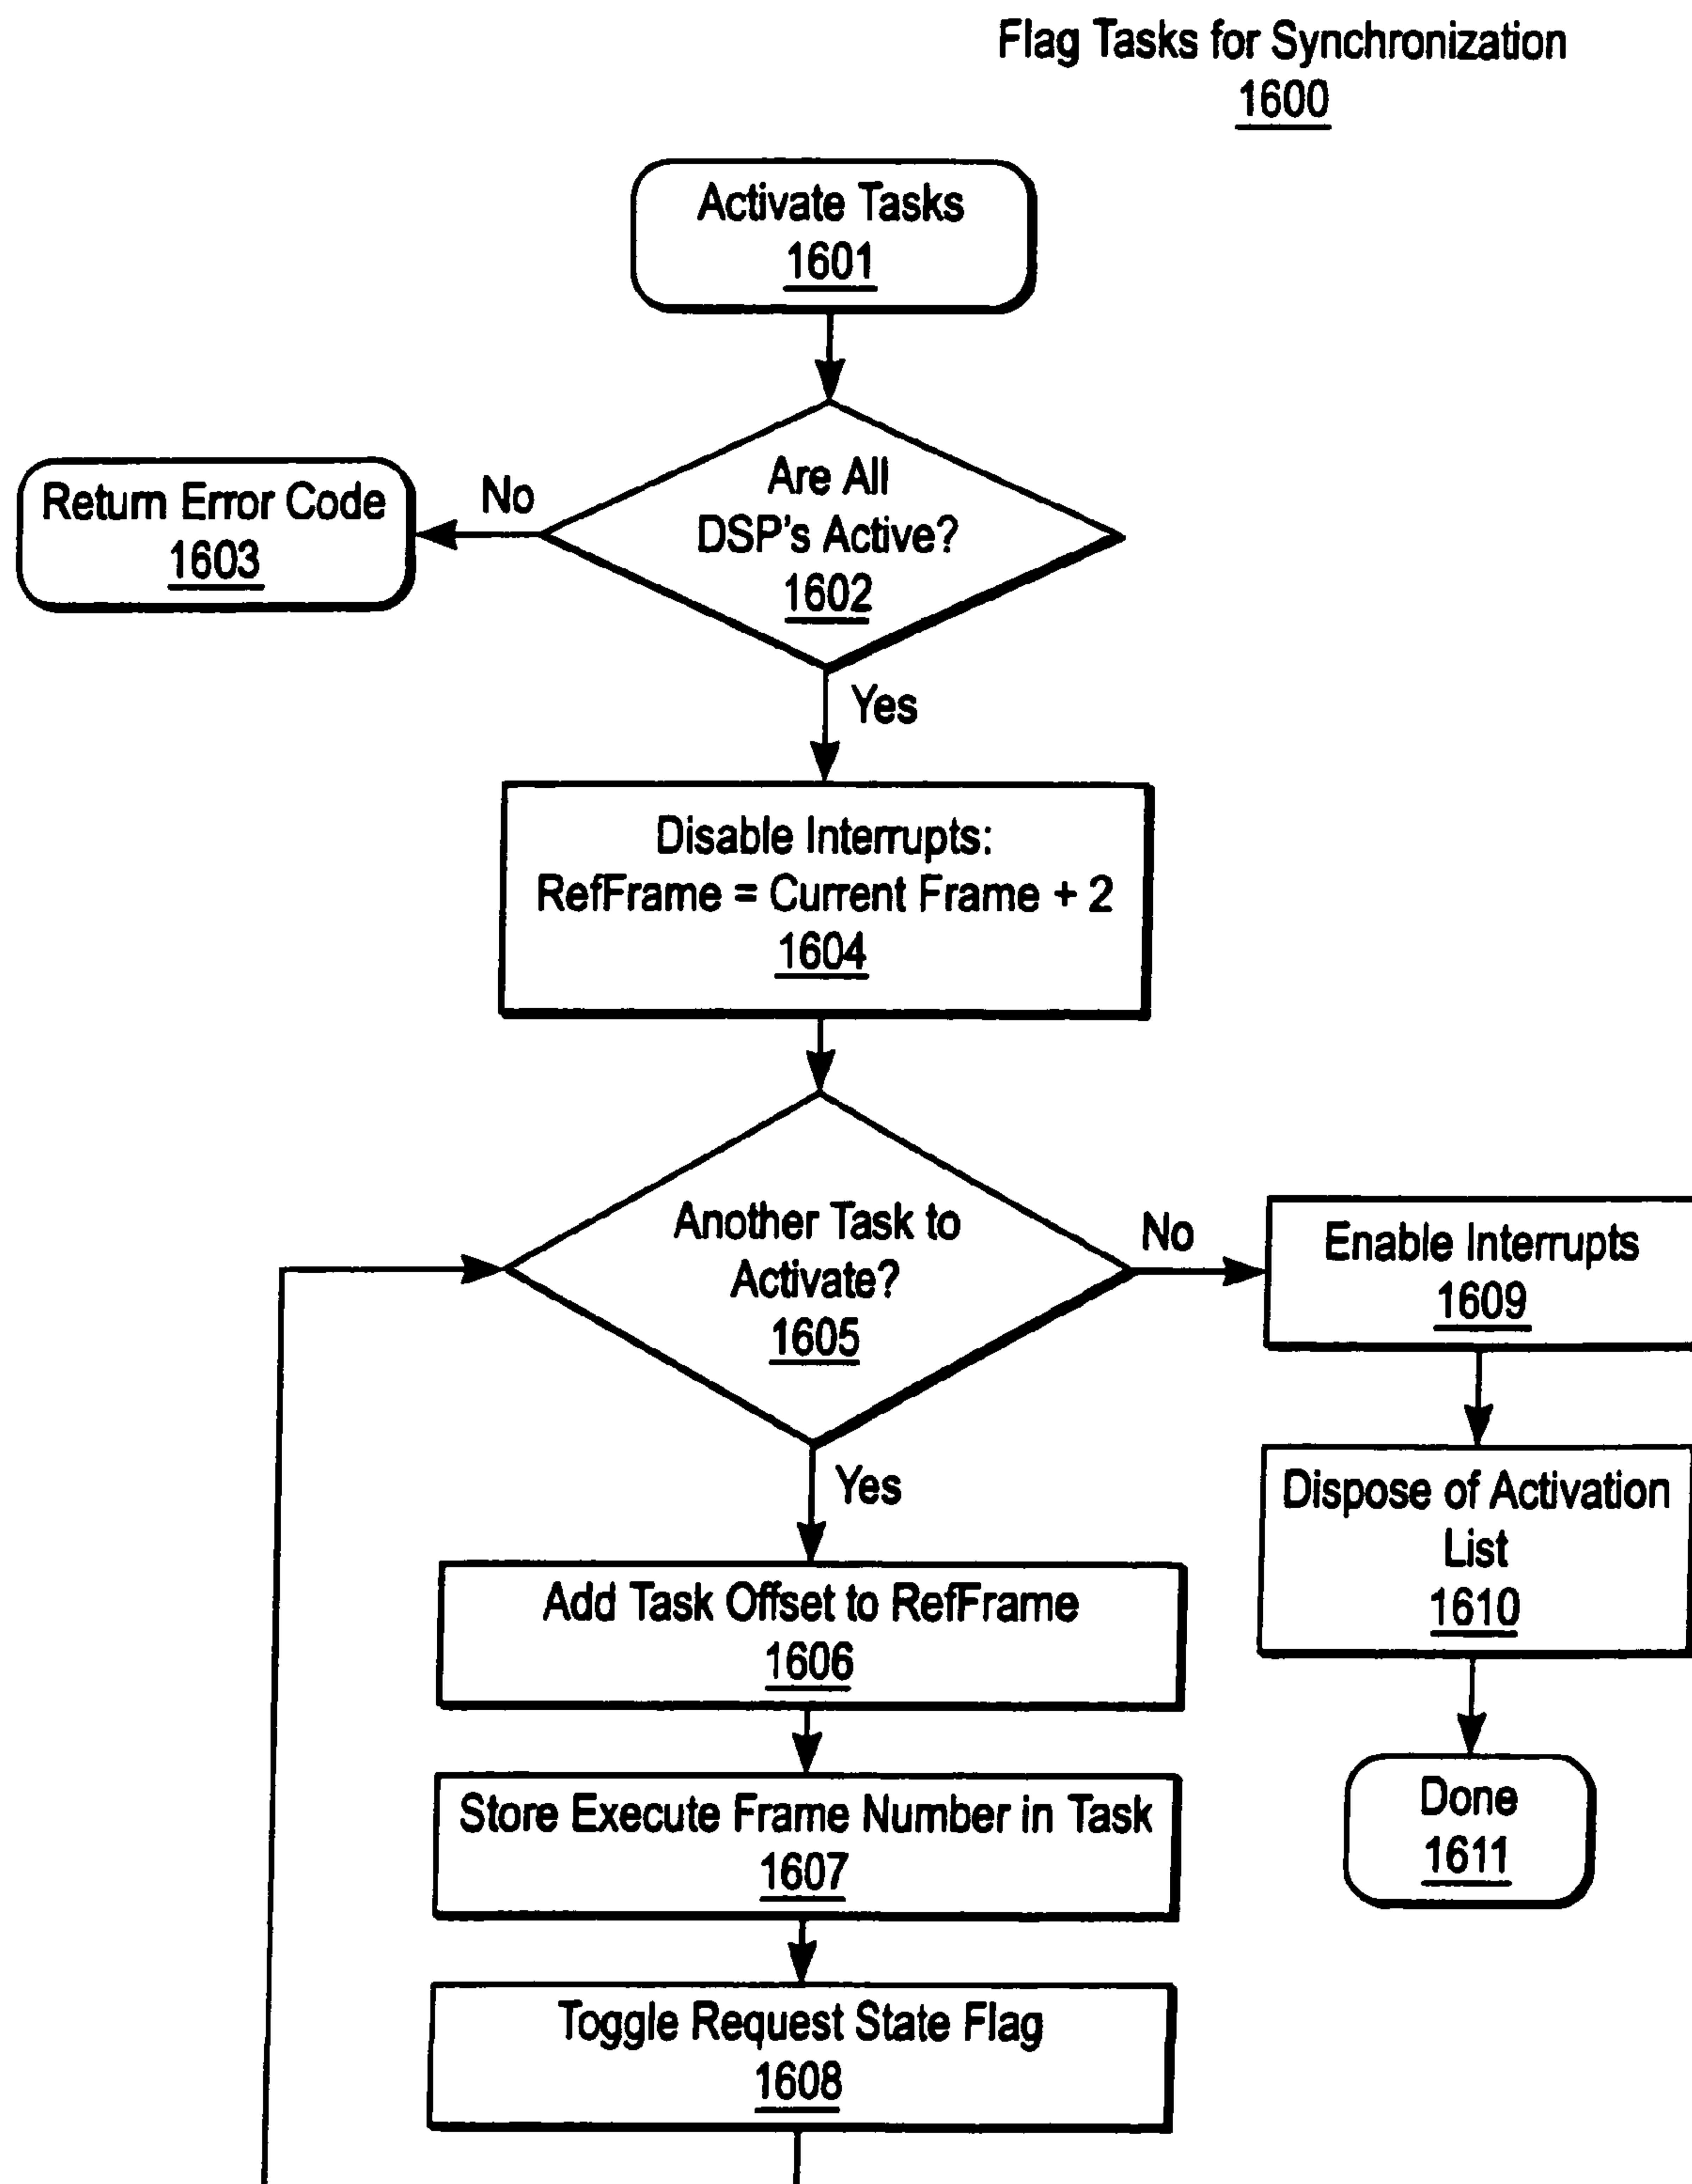 Flag Tasks for Synchronization
1600
Activate Tasks
1601
Are All
DSP's Active?
1602
No
Return Error Code
1603
Yes
Disable Interrupts:
RefFrame = Current Frame + 2
1604
Another Task to
Activate?
1605
No
Enable Interrupts
1609
Dispose of Activation
List
1610
Done
1611
Yes
Add Task Offset to RefFrame
1606
Store Execute Frame Number in Task
1607
Toggle Request State Flag
1608